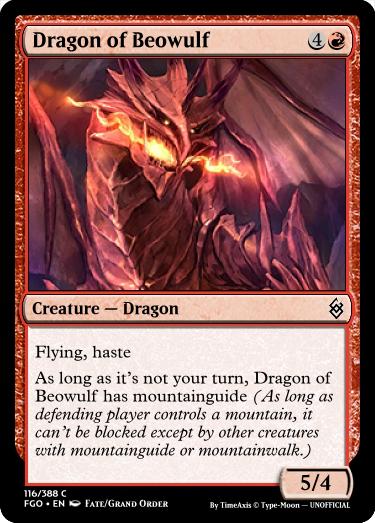 Dragon of Beowulf 4
Creature — Dragon
Flying, haste
As long as it's not your turn, Dragon of
Beowulf has mountainguide (As long as
defending player controls a mountain, it
can't be blocked except by other creatures
with mountainguide or mountainwalk.)
5/4
116/388 C
FGO • EN Fate/Grand Order By TimeAxis © Type-Moon — UNOFFICIAL